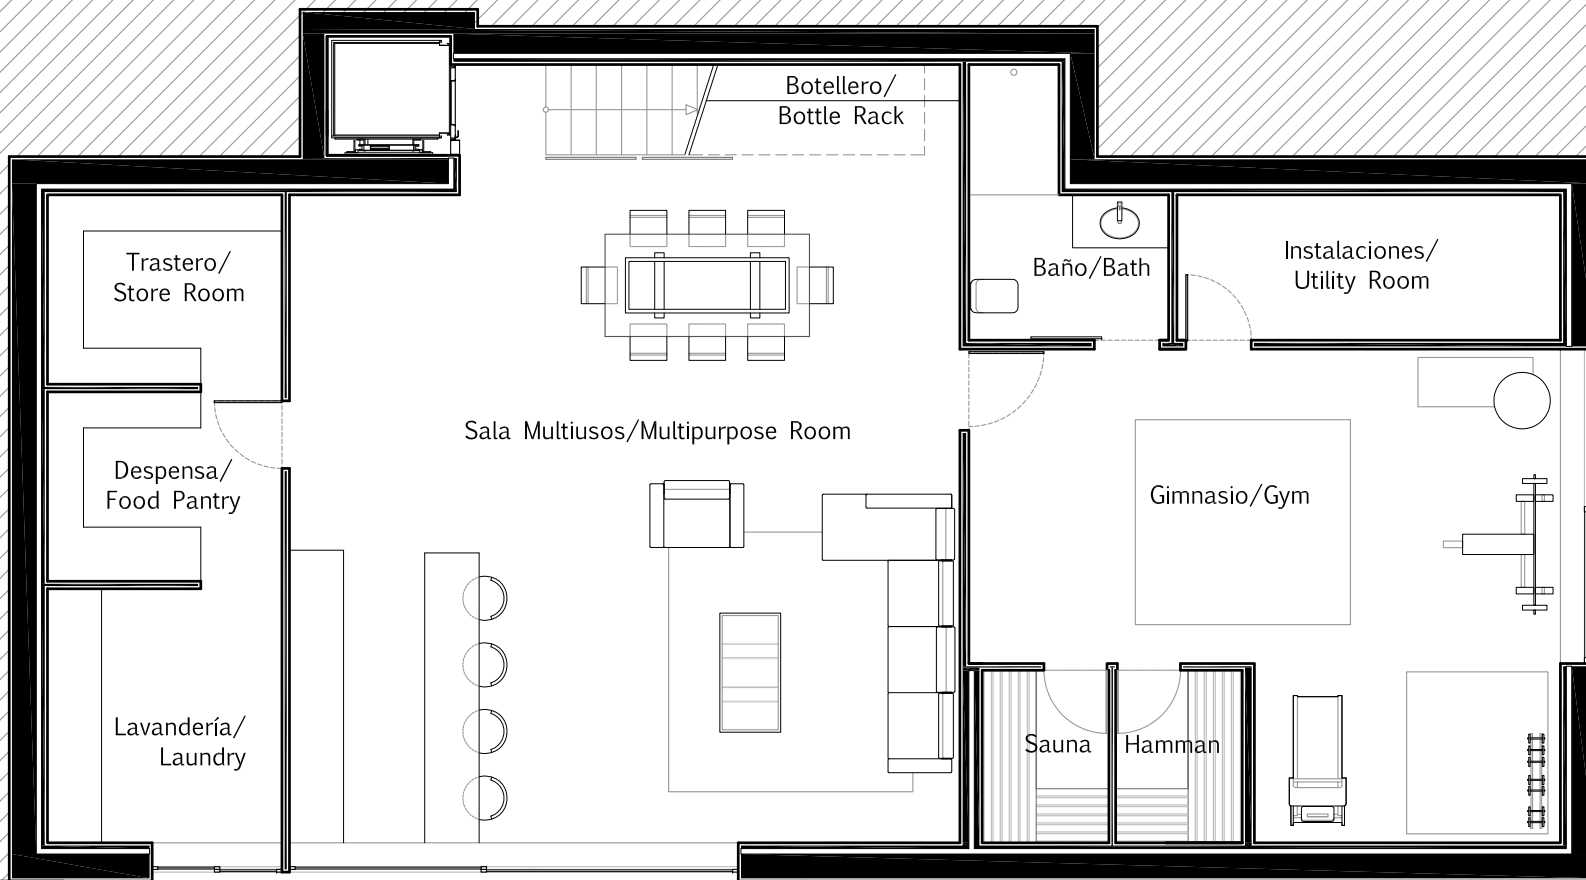 Botellero/
Bottle Rack
Trastero/
Store Room
Baño/Bath
Instalaciones/
Utility Room
Sala Multiusos/Multipurpose Room
Despensa/
Food Pantry
Gimnasio/Gym
Lavandería/
Laundry
Sauna
Hamman